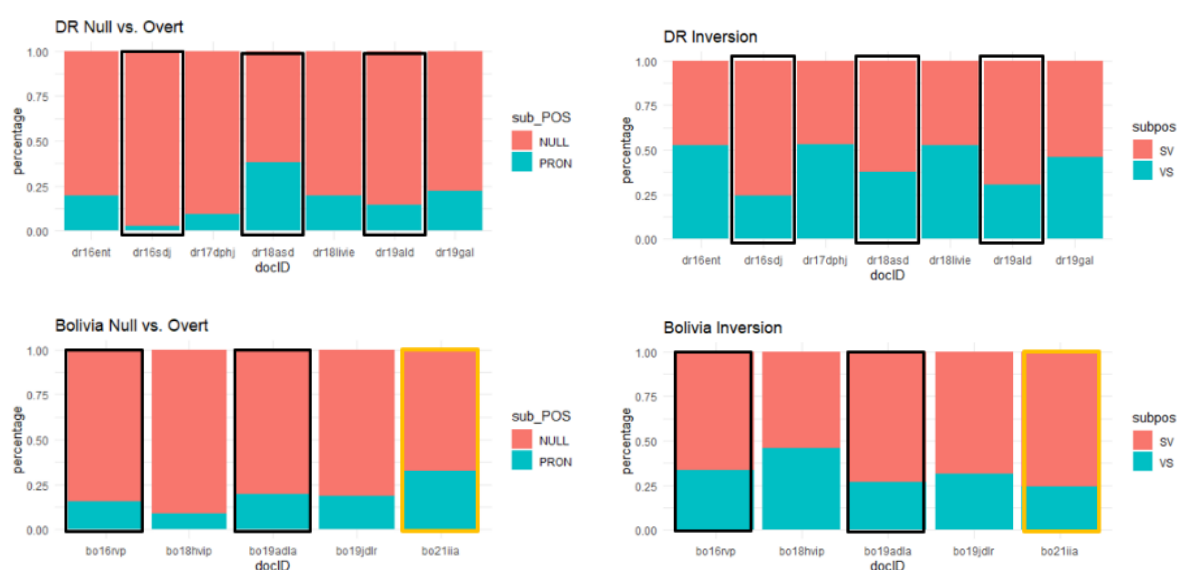 DR Null vs. Overt
1.00
0.75
0.50
0.25
0.00
percentage
dr16ent dr16sdj dr17dphj dr18asd dr18livie dr19ald dr19gal
docID
sub_POS
NULL
PRON
DR Inversion
1.00
0.75
0.50
0.25
0.00
percentage
dr16ent dr16sdj dr17dphj dr18asd dr18livie dr19ald dr19gal
docID
subpos
SV
VS
Bolivia Null vs. Overt
1.00
0.75
0.50
0.25
0.00
percentage
bo16rvp bo18hvip bo19adla bo19jdlr bo21iia
docID
sub_POS
NULL
PRON
Bolivia Inversion
1.00
0.75
0.50
0.25
0.00
percentage
bo16rvp bo18hvip bo19adla bo19jdlr bo21iia
docID
subpos
SV
VS